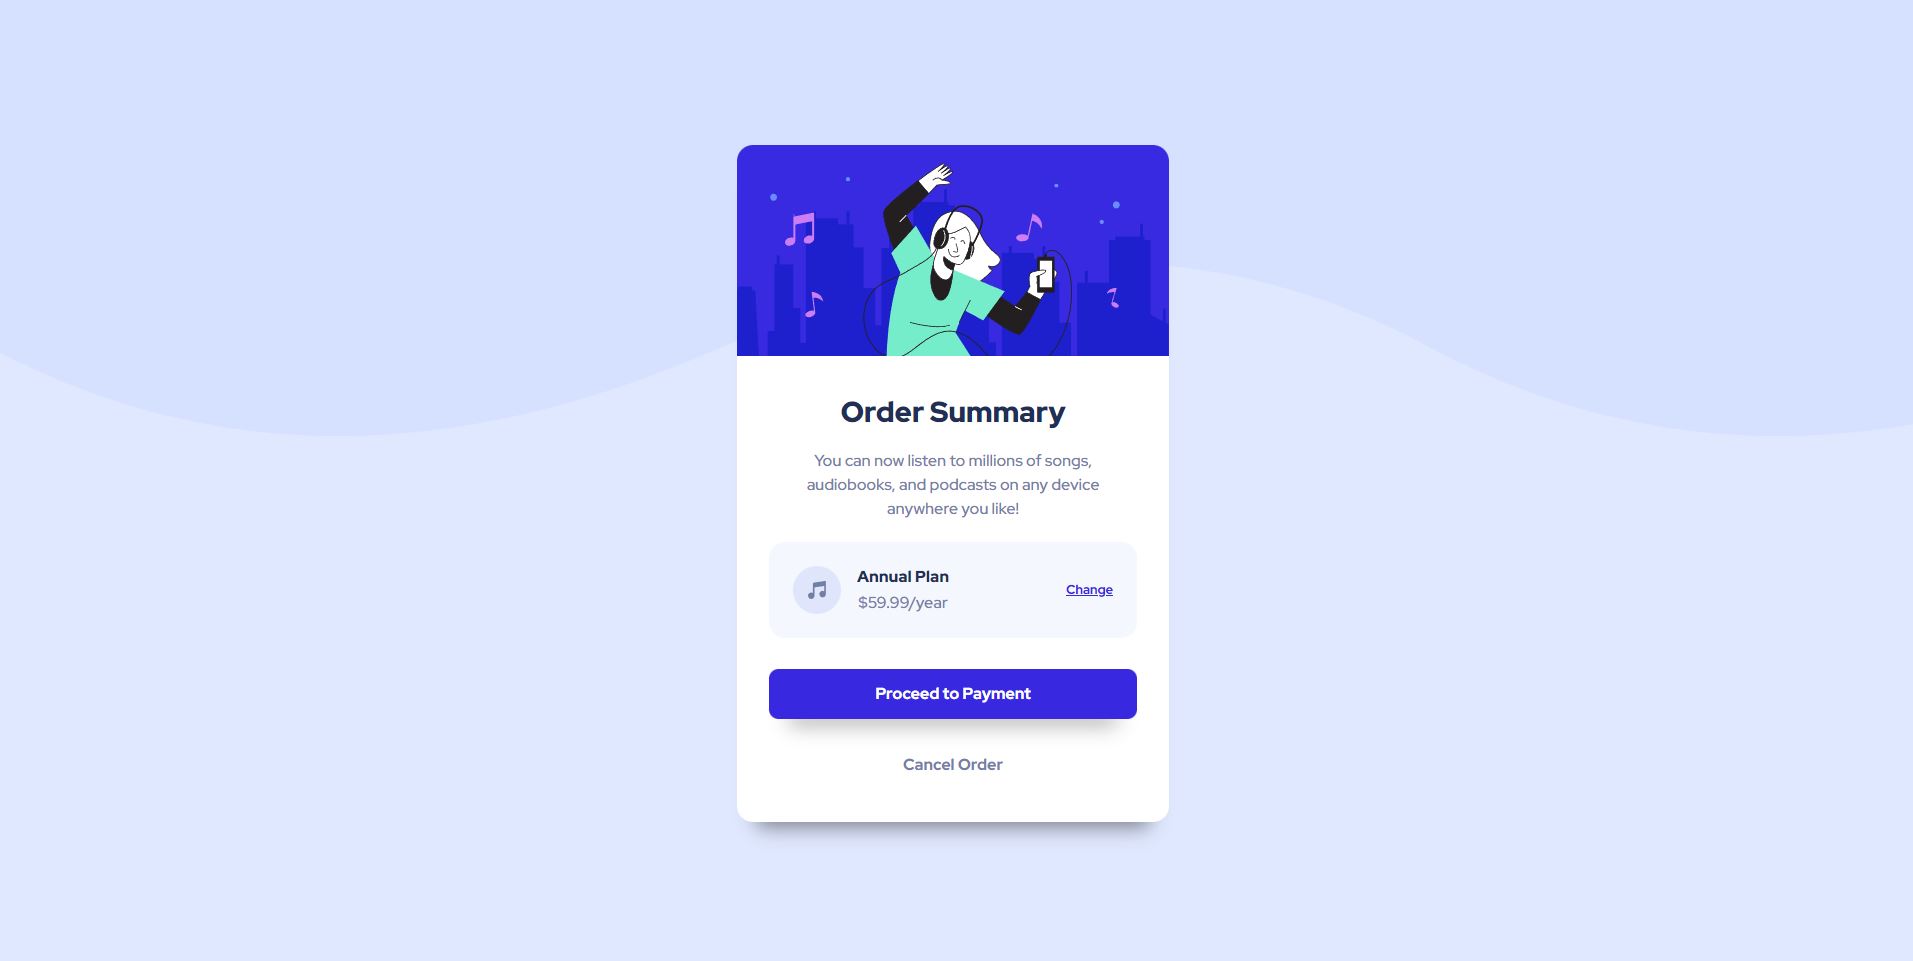 Order Summary
You can now listen to millions of songs,
audiobooks, and podcasts on any device
anywhere you like!
Annual Plan
$59.99/year
Change
Proceed to Payment
Cancel Order